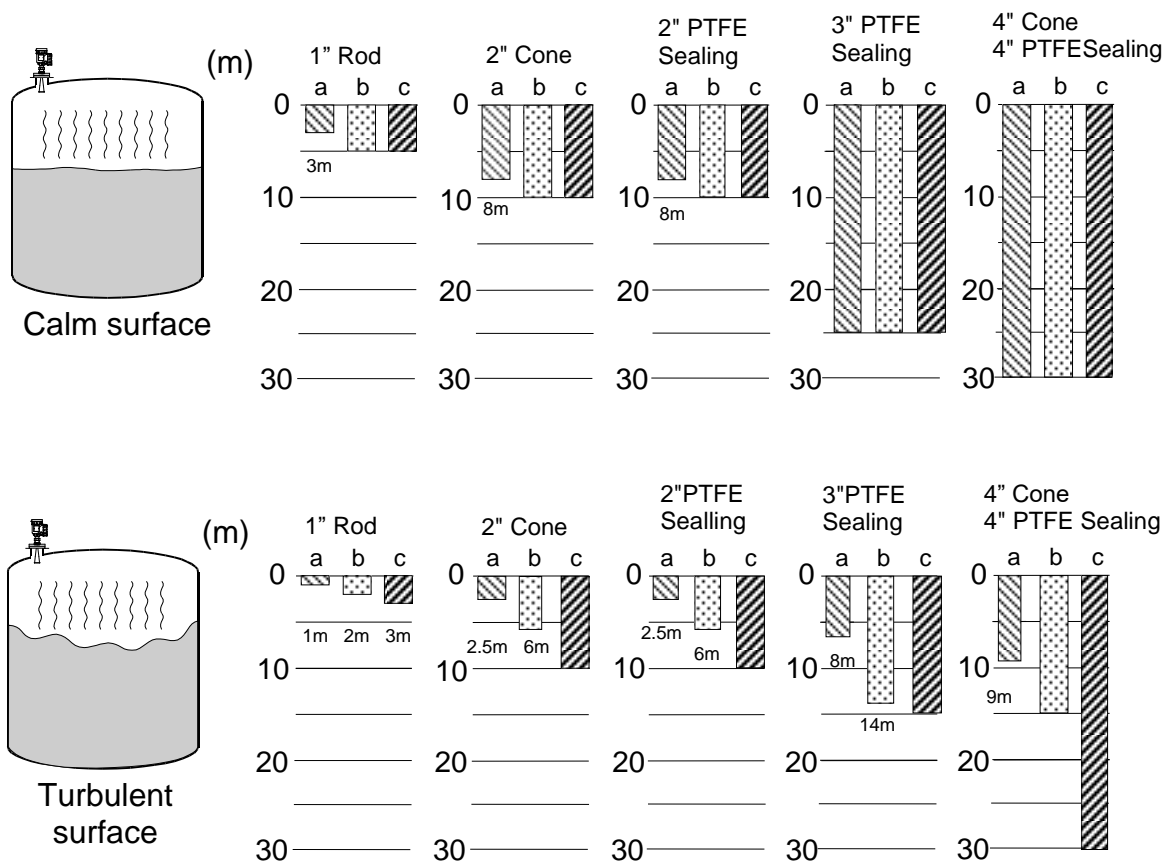 (m)
1" Rod
2" Cone
2" PTFE
Sealing
3" PTFE
Sealing
4" Cone
4" PTFESealing
a b c
a b c
a b c
a b c
a b c
0
10
20
30
3m
0
10
20
30
8m
0
10
20
30
8m
0
10
20
30
0
10
20
30
Calm surface
(m)
1” Rod
2" Cone
2"PTFE
Sealling
3"PTFE
Sealing
4” Cone
4" PTFE Sealing
a b c
a b c
a b c
a b c
a b c
0
10
20
30
1m 2m 3m
0
10
20
30
2.5m 6m
0
10
20
30
2.5m
6m
0
10
20
30
8m
14m
0
10
20
30
9m
Turbulent
surface